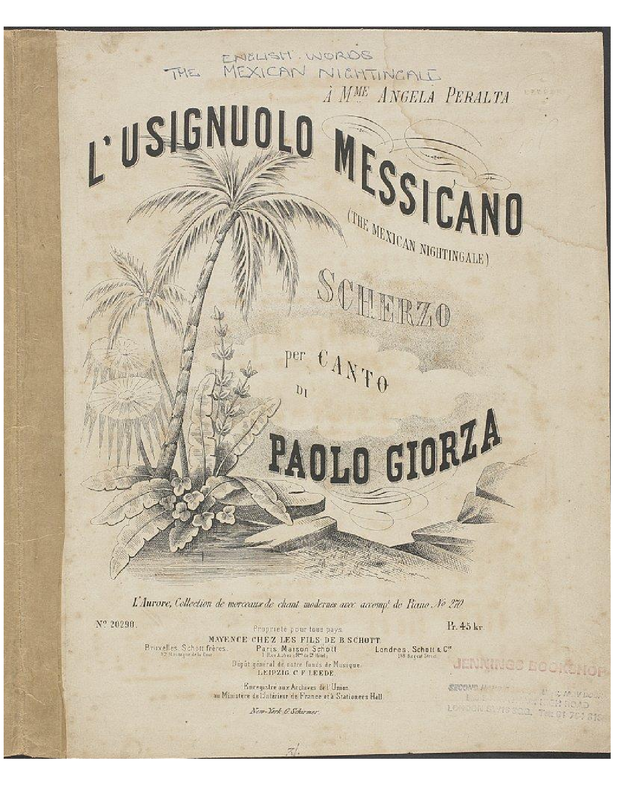 ENGLISH WORDS
THE MEXICAN NIGHTINGALE
À MME ANGELA PERALTA
L'USIGNUOLO MESSICANO
(THE MEXICAN NIGHTINGALE)
SCHERZO
per CANTO
DI
PAOLO GIORZA
L'Aurore, Collection de morceaux de chant modernes avec accompt. de Piano No 279.
No. 20290.
Pr. 45 kr.
Propriété pour tous pays.
MAYENCE CHEZ LES FILS DE B. SCHOTT.
Bruxelles, Schott frères.
Paris, Maison Schott
Londres, Schott & Co.
Dépôt général de notre fonds de Musique.
LEIPZIG, C. F. LEEDE.
Enregistré aux Archives de l'Union.
au Ministère de l'Intérieur de France et à Stationers Hall.
New-York, G. Schirmer.
JENNINGS BOOKSHOP
ROAD
LONDON